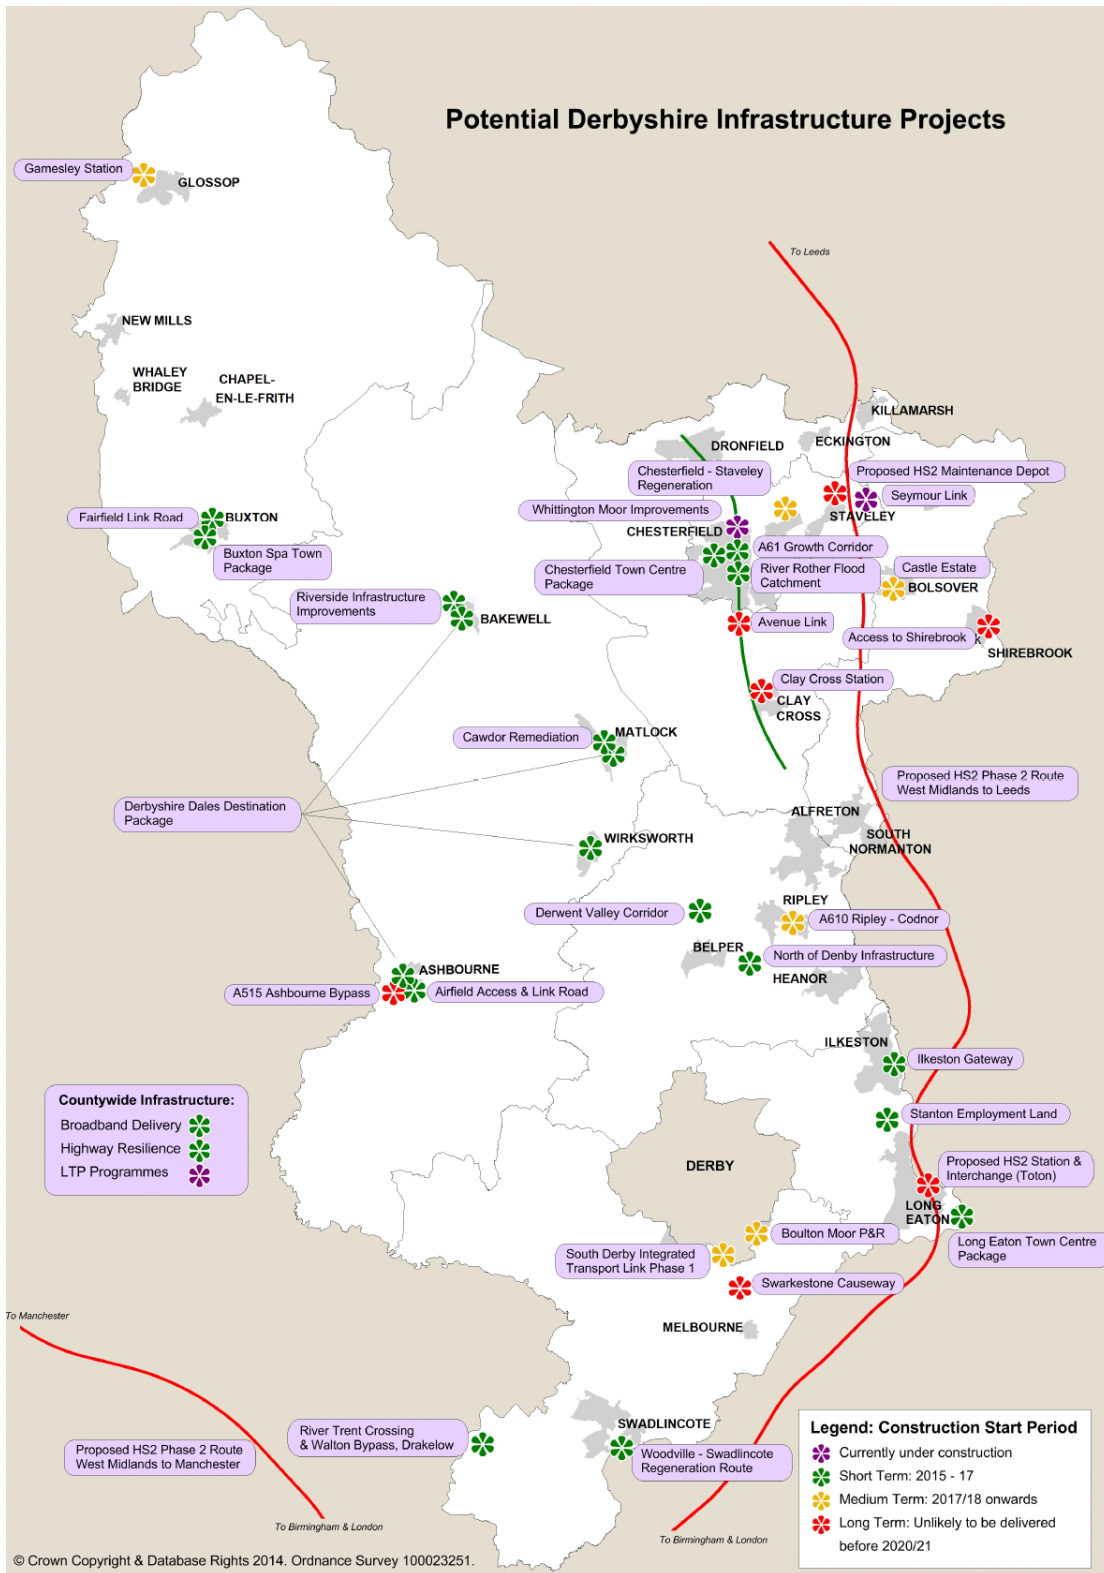 Potential Derbyshire Infrastructure Projects
Gamesley Station
GLOSSOP
To Leeds
NEW MILLS
WHALEY
BRIDGE
CHAPEL-
EN-LE-FRITH
KILLAMARSH
DRONFIELD
ECKINGTON
Chesterfield - Staveley
Regeneration
Proposed HS2 Maintenance Depot
Seymour Link
Whittington Moor Improvements
STAVELEY
Fairfield Link Road
BUXTON
CHESTERFIELD
Buxton Spa Town
Package
A61 Growth Corridor
Chesterfield Town Centre
Package
River Rother Flood
Catchment
Castle Estate
BOLSOVER
Riverside Infrastructure
Improvements
BAKEWELL
Avenue Link
Access to Shirebrook
K
SHIREBROOK
Clay Cross Station
CLAY
CROSS
Cawdor Remediation
MATLOCK
Proposed HS2 Phase 2 Route
West Midlands to Leeds
Derbyshire Dales Destination
Package
ALFRETON
SOUTH
NORMANTON
WIRKSWORTH
RIPLEY
Derwent Valley Corridor
A610 Ripley - Codnor
BELPER
North of Denby Infrastructure
HEANOR
ASHBOURNE
A515 Ashbourne Bypass
Airfield Access & Link Road
ILKESTON
Ilkeston Gateway
Countywide Infrastructure:
Broadband Delivery
Highway Resilience
LTP Programmes
Stanton Employment Land
DERBY
Proposed HS2 Station &
Interchange (Toton)
LONG
EATON
Boulton Moor P&R
Long Eaton Town Centre
Package
South Derby Integrated
Transport Link Phase 1
Swarkestone Causeway
To Manchester
MELBOURNE
River Trent Crossing
& Walton Bypass, Drakelow
SWADLINCOTE
Proposed HS2 Phase 2 Route
West Midlands to Manchester
Woodville - Swadlincote
Regeneration Route
To Birmingham & London
To Birmingham & London
Legend: Construction Start Period
Currently under construction
Short Term: 2015 - 17
Medium Term: 2017/18 onwards
Long Term: Unlikely to be delivered
before 2020/21
© Crown Copyright & Database Rights 2014. Ordnance Survey 100023251.